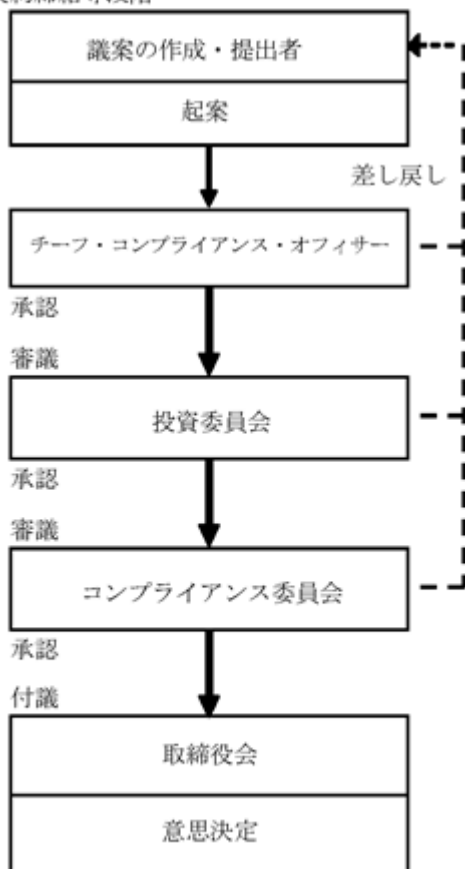 議案の作成・提出者
起案
差し戻し
チーフ・コンプライアンス・オフィサー
承認
審議
投資委員会
承認
審議
コンプライアンス委員会
承認
付議
取締役会
意思決定